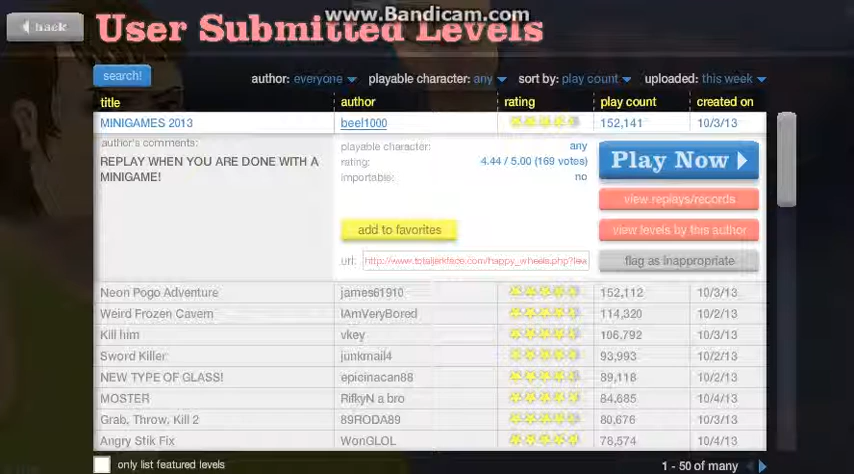 www.Bandicam.com
back
User Submitted Levels
search!
author: everyone playable character: any sort by: play count uploaded: this week
title author rating play count created on
MINIGAMES 2013 beel1000 152,141 10/3/13
author's comments:
REPLAY WHEN YOU ARE DONE WITH A
MINIGAME!
playable character: any
rating: 4.44 / 5.00 (169 votes)
importable: no
add to favorites
url: http://www.totaljerkface.com/happy_wheels.php?lev
Play Now
view replays/records
view levels by this author
flag as inappropriate
Neon Pogo Adventure james61910 152,112 10/3/13
Weird Frozen Cavern IAmVeryBored 114,320 10/2/13
Kill him vkey 106,792 10/3/13
Sword Killer junkmail4 93,993 10/2/13
NEW TYPE OF GLASS! epicinacan88 89,118 10/2/13
MOSTER RifkyN a bro 84,685 10/4/13
Grab, Throw, Kill 2 89RODA89 80,676 10/3/13
Angry Stik Fix WonGLOL 78,574 10/4/13
only list featured levels
1 - 50 of many